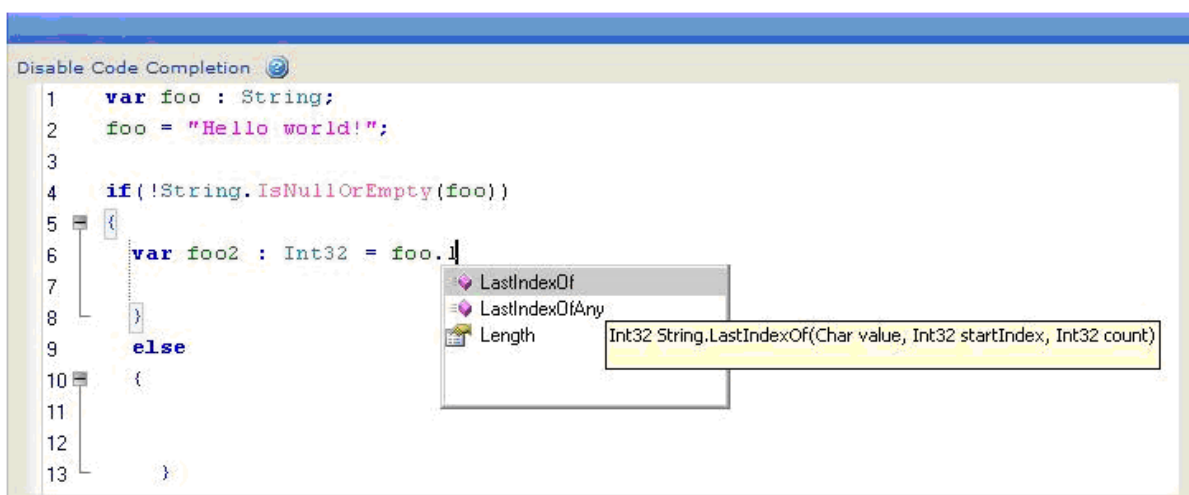 Disable Code Completion
1 var foo : String;
2 foo = "Hello world!";
3
4 if(!String.IsNullOrEmpty(foo))
5 {
6 var foo2 : Int32 = foo.l
7
LastIndexOf
LastIndexOfAny
Length
Int32 String.LastIndexOf(Char value, Int32 startIndex, Int32 count)
8 }
9 else
10 {
11
12
13 }